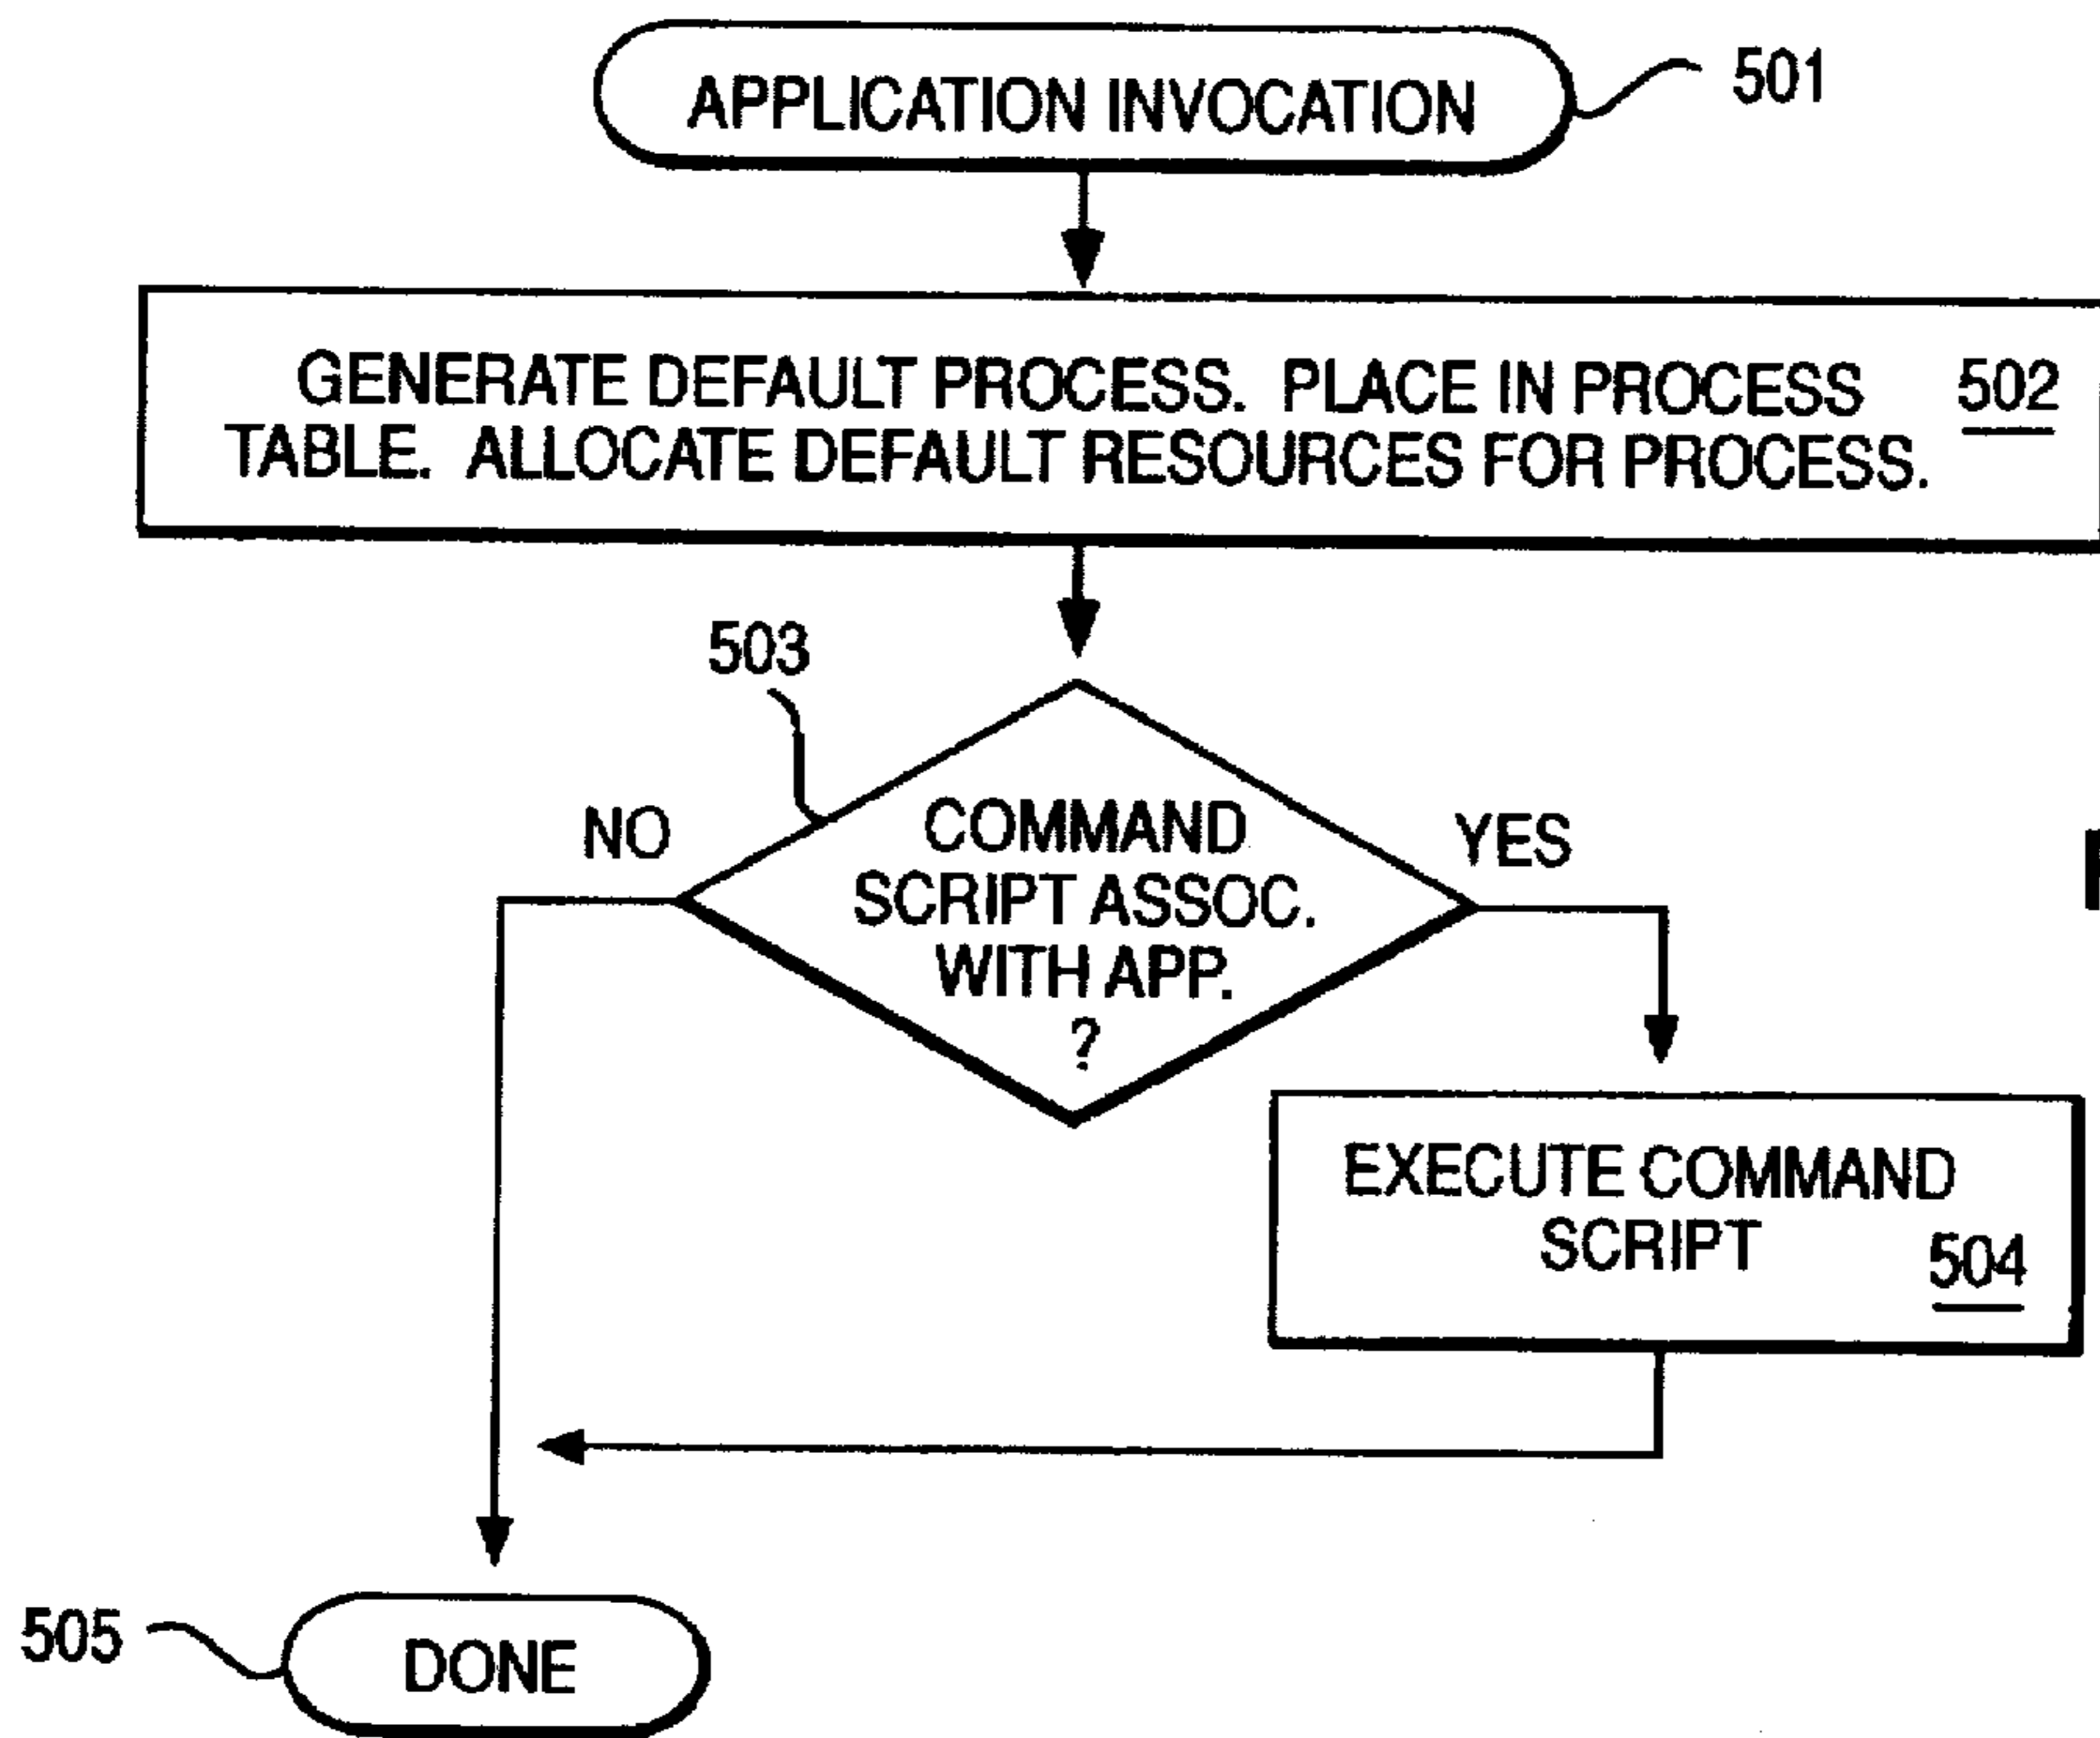 APPLICATION INVOCATION
501
GENERATE DEFAULT PROCESS. PLACE IN PROCESS
502
TABLE. ALLOCATE DEFAULT RESOURCES FOR PROCESS.
503
NO
YES
COMMAND
SCRIPT ASSOC.
WITH APP.
?
EXECUTE COMMAND
SCRIPT
504
505
DONE